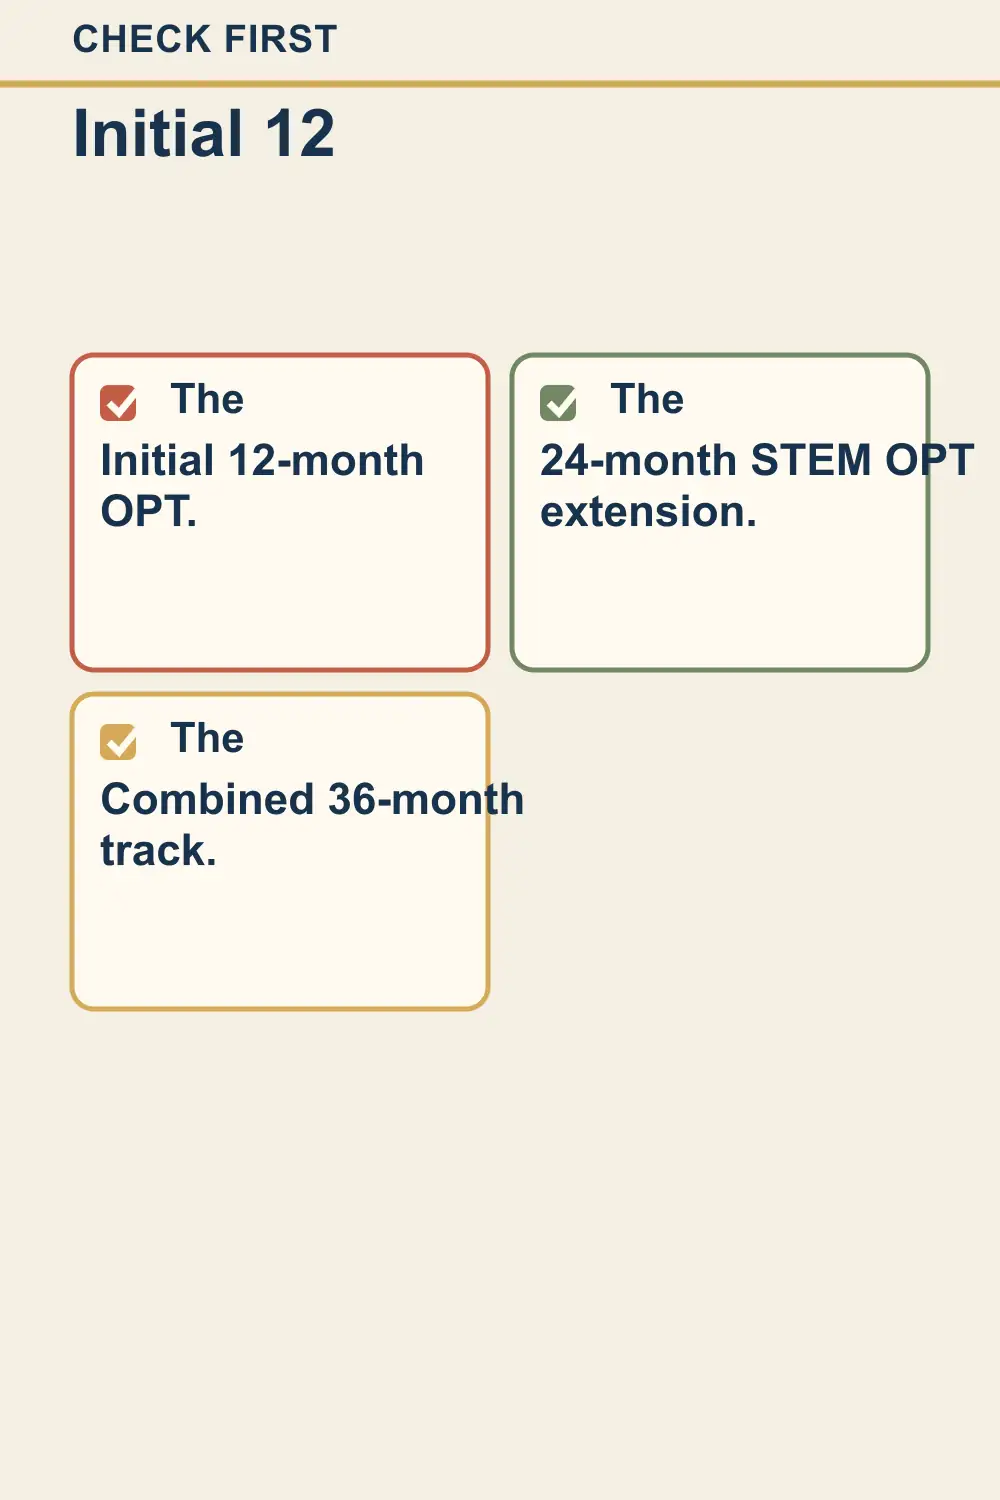 CHECK FIRST
Initial 12
The
Initial 12-month
OPT.
The
24-month STEM OPT
extension.
The
Combined 36-month
track.